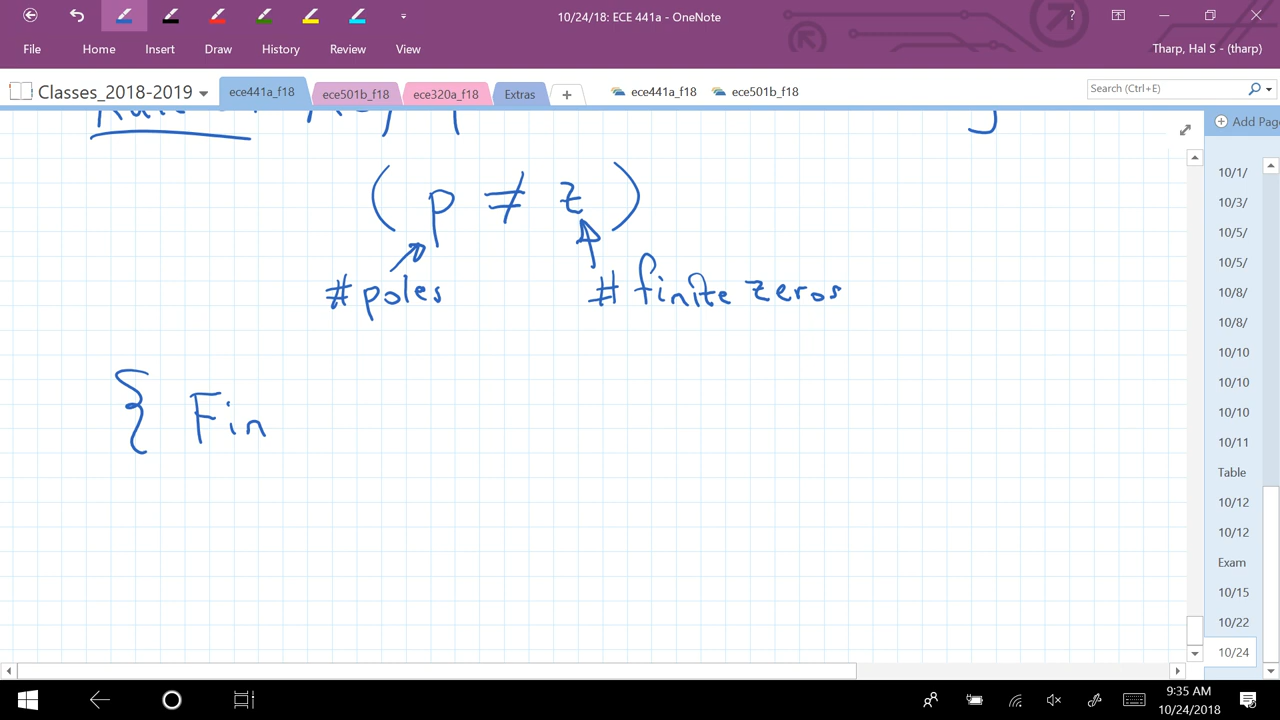 10/24/18: ECE 441a - OneNote
?
Tharp, Hal S - (tharp)
File Home Insert Draw History Review View
Classes_2018-2019 ece441a_f18 ece501b_f18 ece320a_f18 Extras + ece441a_f18 ece501b_f18 Search (Ctrl+E)
Add Page
( p ≠ z )
# poles # finite zeros
{ Fin
10/1/
10/3/
10/5/
10/5/
10/8/
10/8/
10/10
10/10
10/10
10/11
Table
10/12
10/12
Exam
10/15
10/22
10/24
9:35 AM
10/24/2018